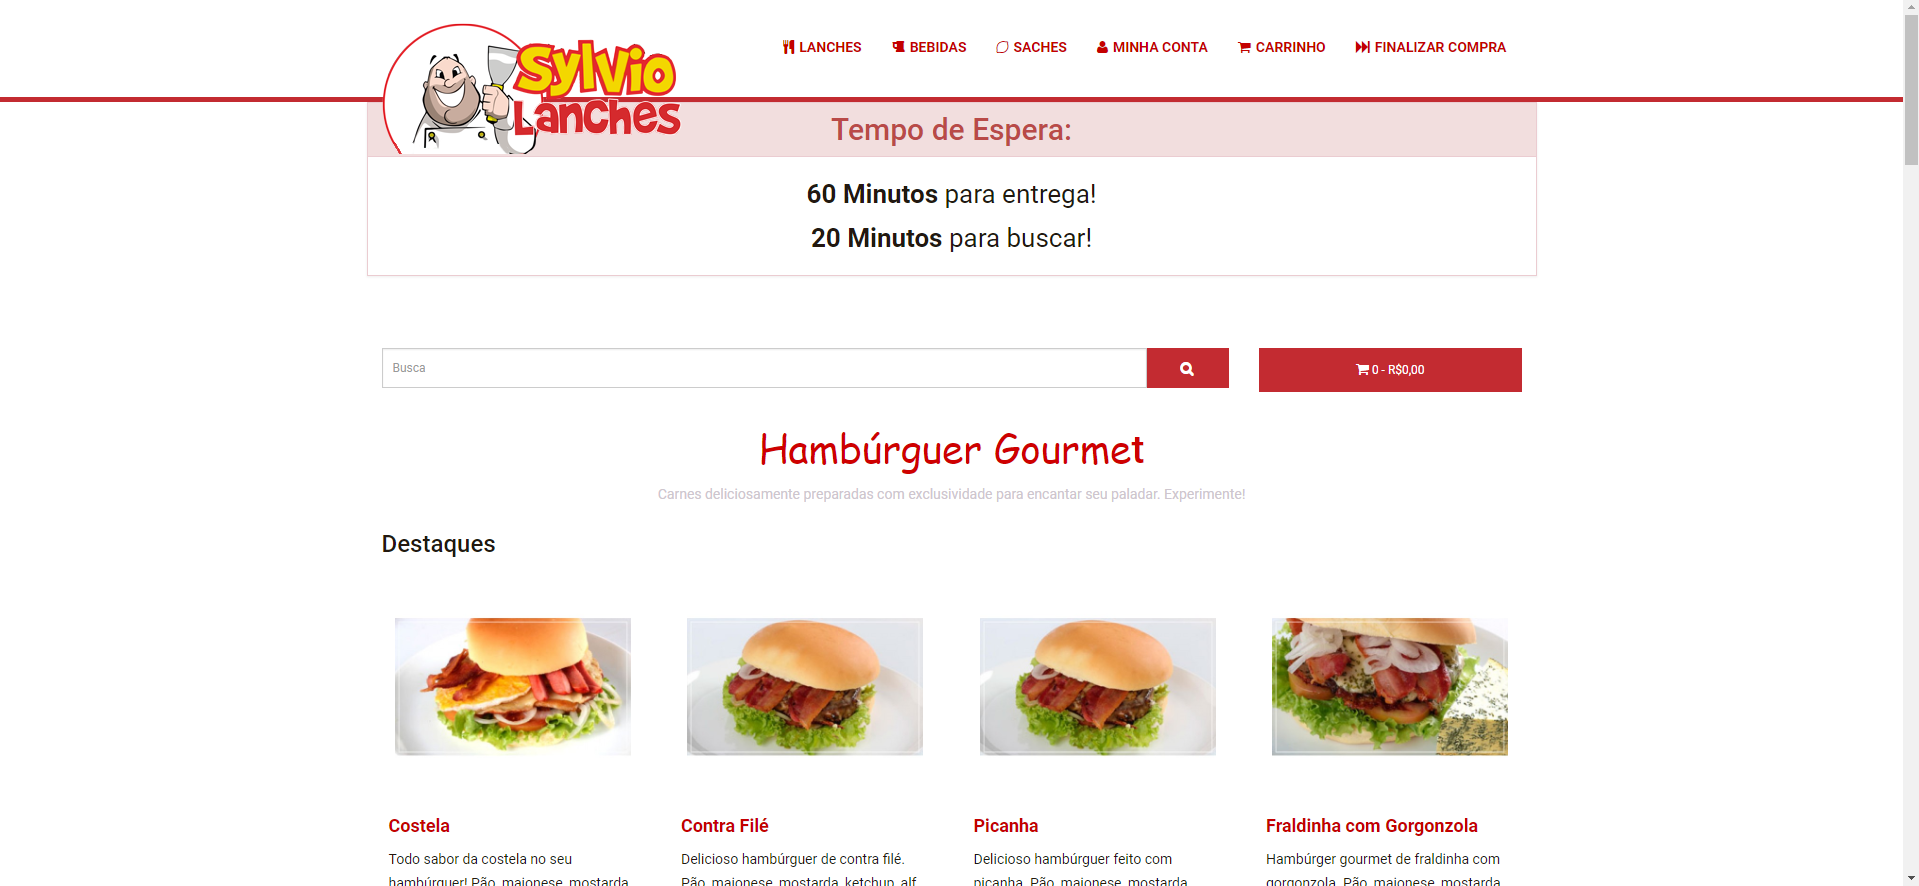 LANCHES BEBIDAS SACHES MINHA CONTA CARRINHO FINALIZAR COMPRA
Sylvio
Lanches
Tempo de Espera:
60 Minutos para entrega!
20 Minutos para buscar!
Busca
0 - R$0,00
Hambúrguer Gourmet
Carnes deliciosamente preparadas com exclusividade para encantar seu paladar. Experimente!
Destaques
Costela
Todo sabor da costela no seu
hambúrguer! Pão, maionese, mostarda,
Contra Filé
Delicioso hambúrguer de contra filé.
Pão, maionese, mostarda, ketchup, alf
Picanha
Delicioso hambúrguer feito com
picanha. Pão, maionese, mostarda,
Fraldinha com Gorgonzola
Hambúrger gourmet de fraldinha com
gorgonzola. Pão, maionese, mostarda,